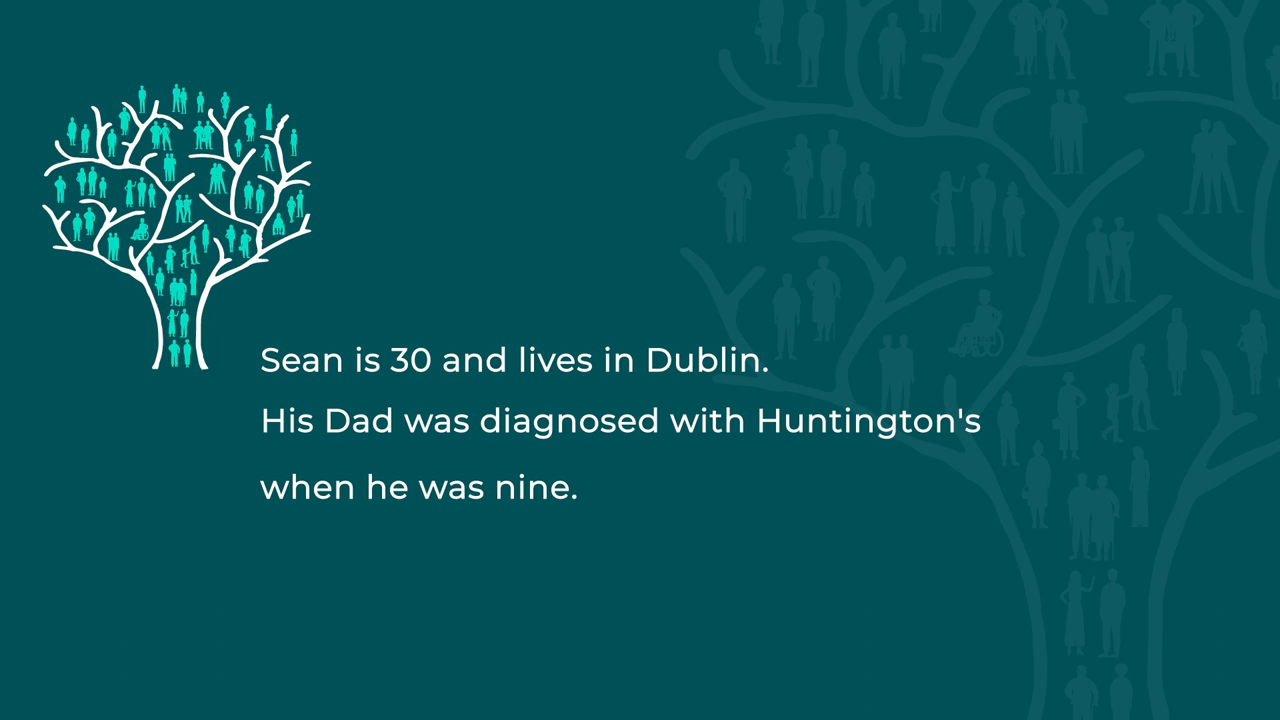 Sean is 30 and lives in Dublin.
His Dad was diagnosed with Huntington's
when he was nine.